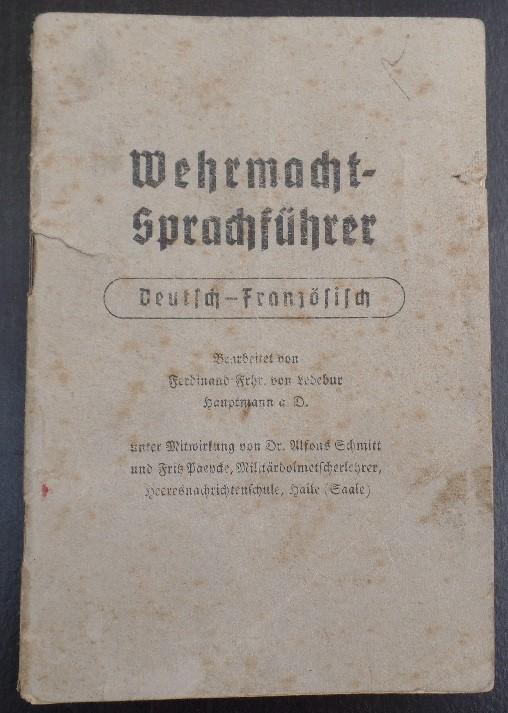 Wehrmacht-
Sprachführer
Deutsch–Französisch
Bearbeitet von
Ferdinand Frhr. von Ledebur
Hauptmann a. D.
unter Mitwirkung von Dr. Alfons Schmitt
und Fritz Paepcke, Militärdolmetscherlehrer,
Heeresnachrichtenschule, Halle (Saale)